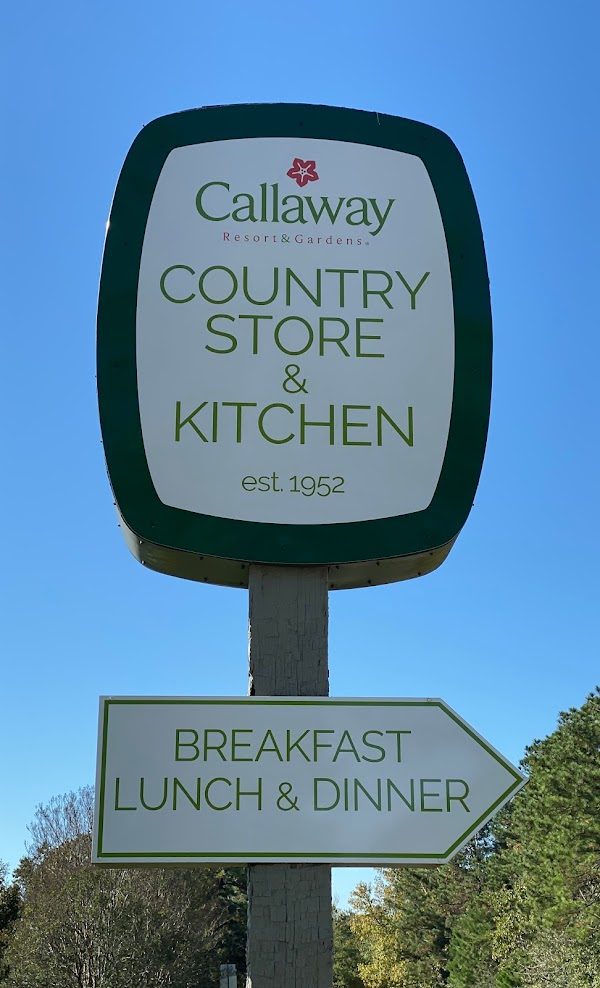 Callaway
Resort & Gardens
COUNTRY
STORE
&
KITCHEN
est. 1952
BREAKFAST
LUNCH & DINNER